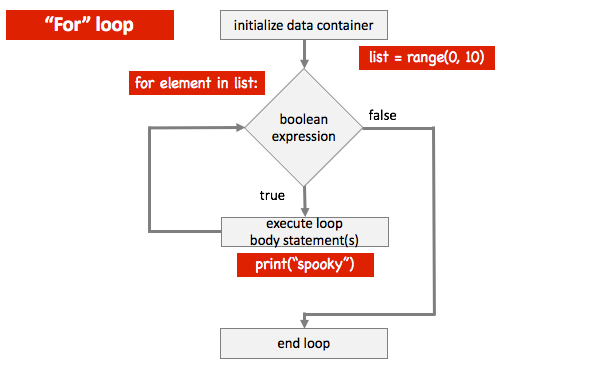 “For” loop
initialize data container
list = range(0, 10)
for element in list:
boolean
expression
false
true
execute loop
body statement(s)
print(“spooky”)
end loop